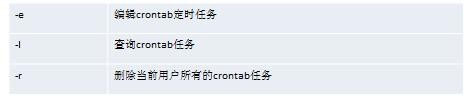 -e 编辑crontab定时任务
-l 查询crontab任务
-r 删除当前用户所有的crontab任务